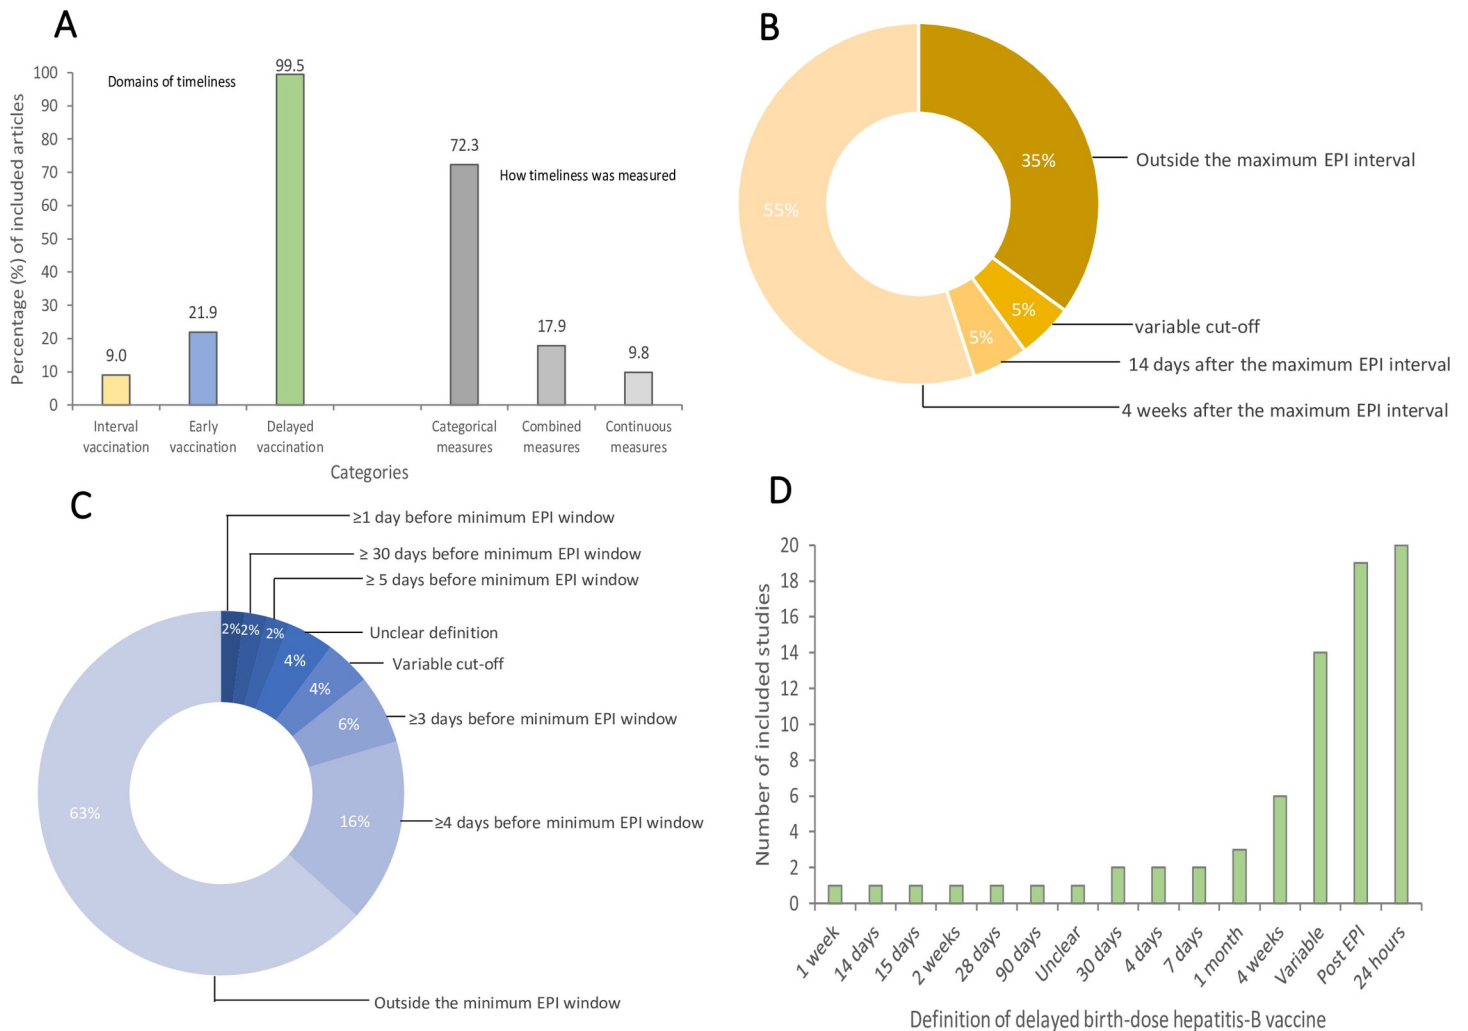 A
Percentage (%) of included articles
100
90
80
70
60
50
40
30
20
10
0
Domains of timeliness
How timeliness was measured
9.0
21.9
99.5
72.3
17.9
9.8
Interval vaccination
Early vaccination
Delayed vaccination
Categorical measures
Combined measures
Continuous measures
Categories
B
35%
5%
5%
55%
Outside the maximum EPI interval
variable cut-off
14 days after the maximum EPI interval
4 weeks after the maximum EPI interval
C
≥1 day before minimum EPI window
≥ 30 days before minimum EPI window
≥ 5 days before minimum EPI window
Unclear definition
Variable cut-off
≥3 days before minimum EPI window
≥4 days before minimum EPI window
Outside the minimum EPI window
2%
2%
2%
4%
4%
6%
16%
63%
D
Number of included studies
20
18
16
14
12
10
8
6
4
2
0
1 week
14 days
15 days
2 weeks
28 days
90 days
Unclear
30 days
4 days
7 days
1 month
4 weeks
Variable
Post EPI
24 hours
Definition of delayed birth-dose hepatitis-B vaccine